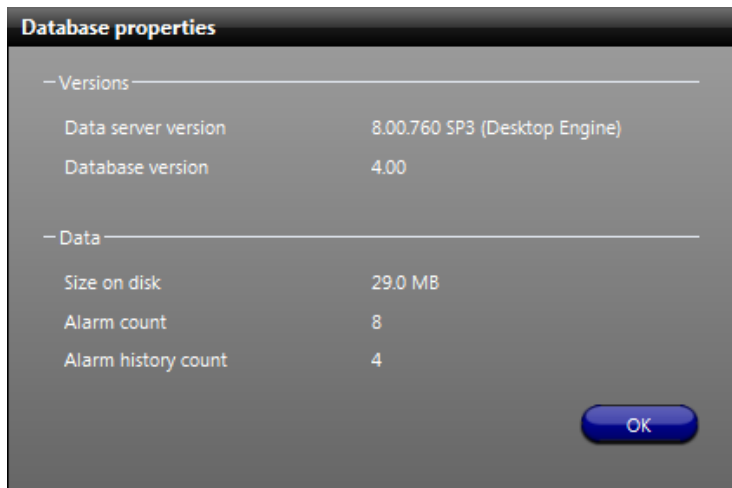 Database properties
Versions
Data server version 8.00.760 SP3 (Desktop Engine)
Database version 4.00
Data
Size on disk 29.0 MB
Alarm count 8
Alarm history count 4
OK